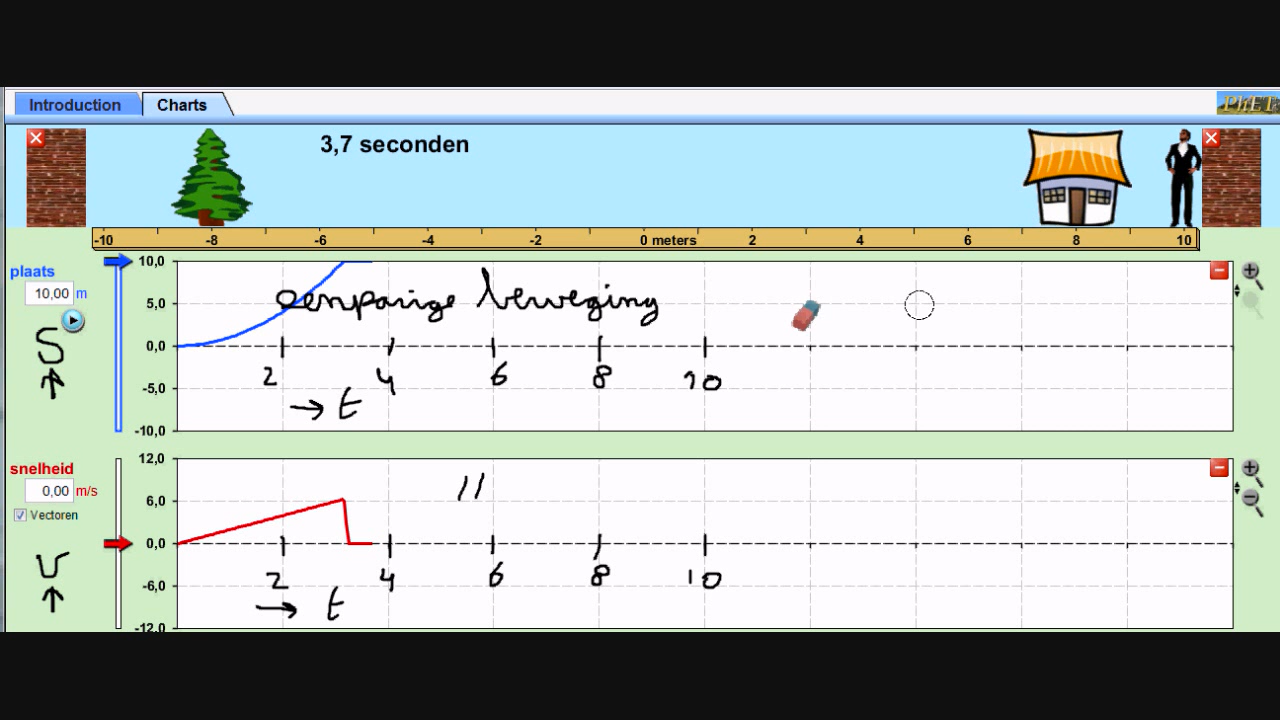 Introduction
Charts
PhET
3,7 seconden
-10 -8 -6 -4 -2 0 meters 2 4 6 8 10
plaats
10,00 m
S
10,0
5,0
0,0
-5,0
-10,0
eenparige beweging
2 4 6 8 10
→ t
snelheid
0,00 m/s
Vectoren
v
12,0
6,0
0,0
-6,0
-12,0
//
2 4 6 8 10
→ t